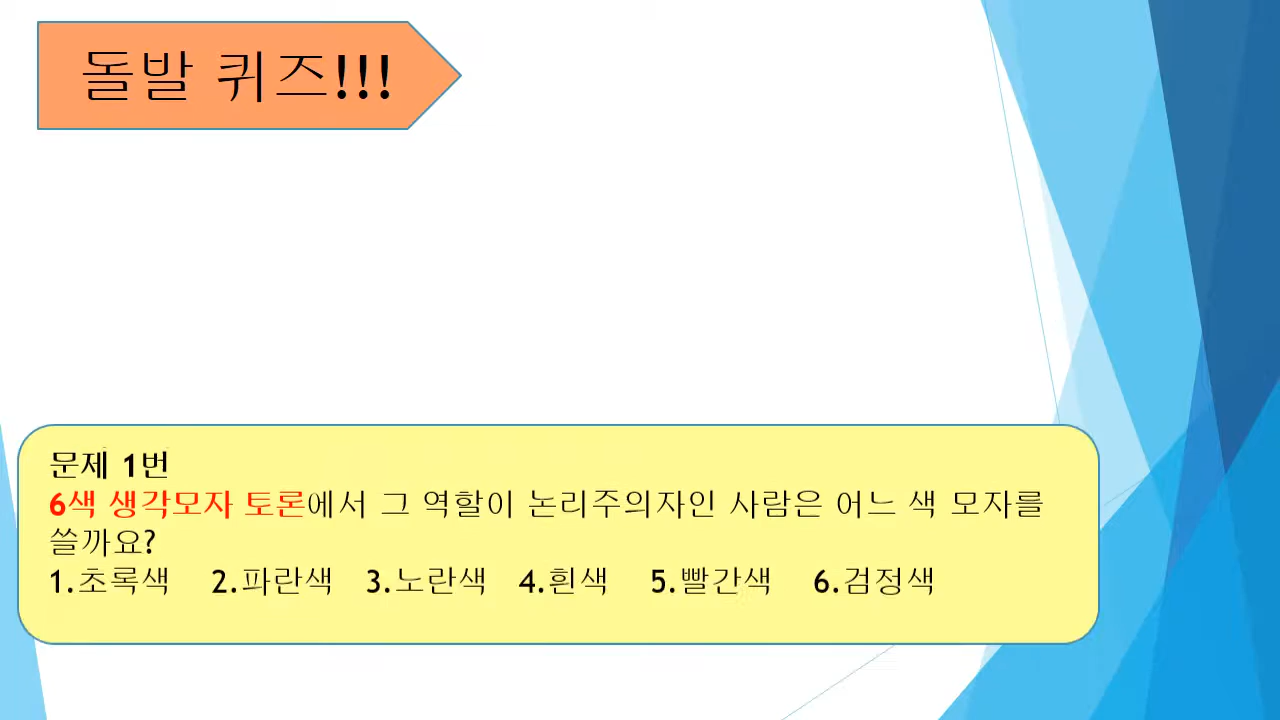 돌발 퀴즈!!!
문제 1번
6색 생각모자 토론에서 그 역할이 논리주의자인 사람은 어느 색 모자를
쓸까요?
1.초록색 2.파란색 3.노란색 4.흰색 5.빨간색 6.검정색